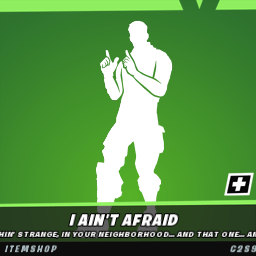 I AIN'T AFRAID
HIN' STRANGE, IN YOUR NEIGHBORHOOD... AND THAT ONE... AN
ITEMSHOP
C2S9